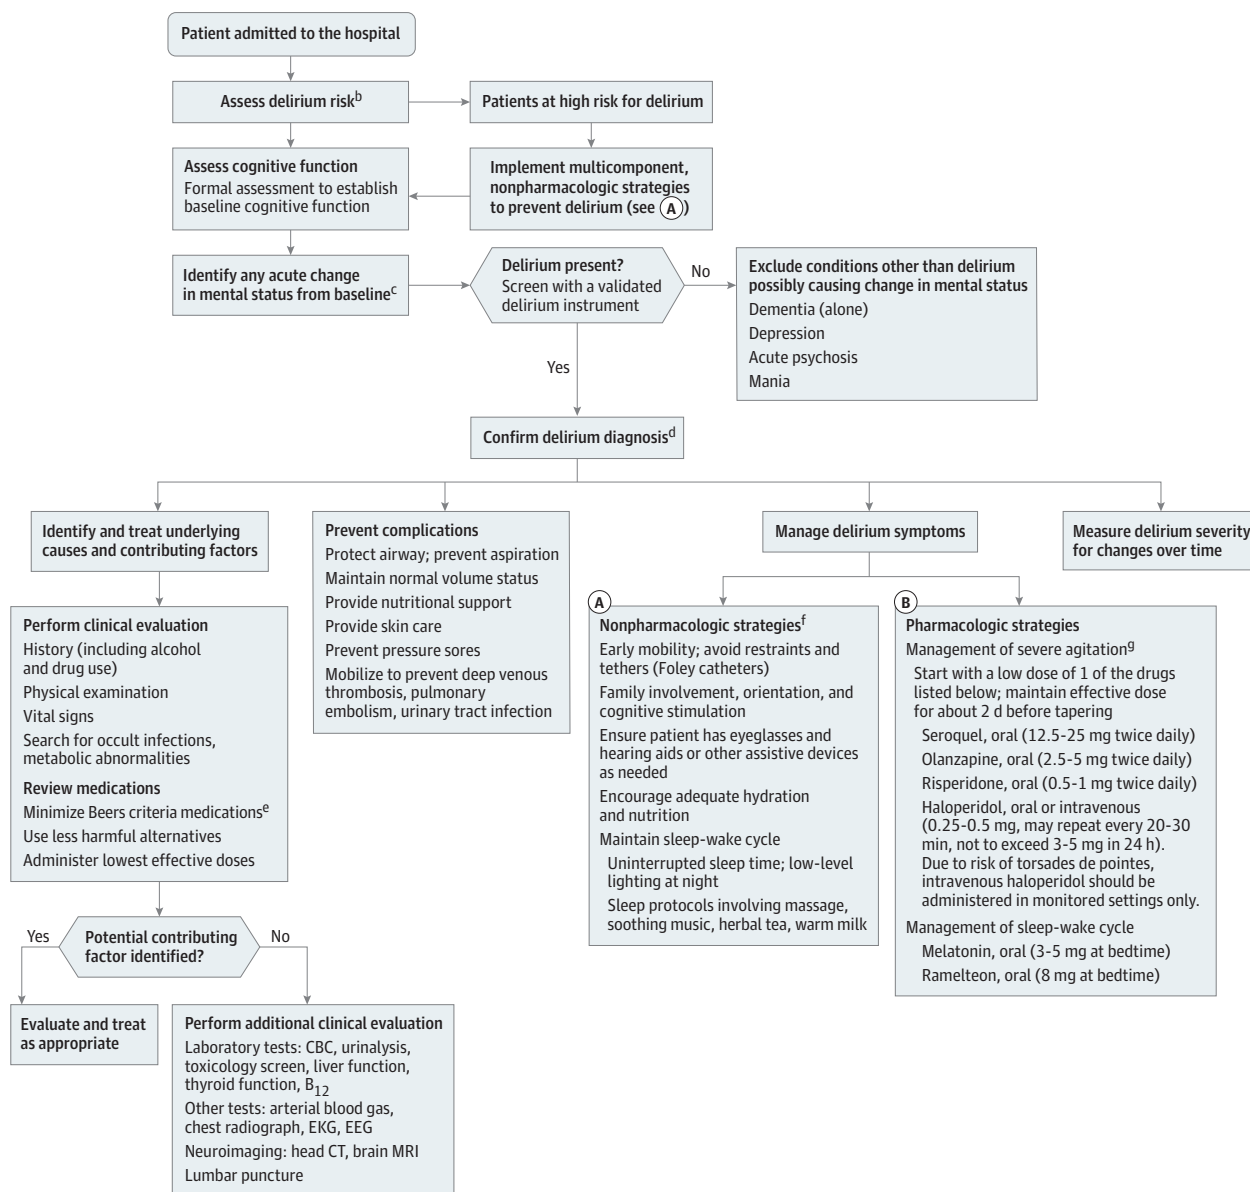 Patient admitted to the hospital
Assess delirium riskb
Patients at high risk for delirium
Assess cognitive function
Formal assessment to establish
baseline cognitive function
Implement multicomponent,
nonpharmacologic strategies
to prevent delirium (see A)
Identify any acute change
in mental status from baselinec
Delirium present?
Screen with a validated
delirium instrument
No
Exclude conditions other than delirium
possibly causing change in mental status
Dementia (alone)
Depression
Acute psychosis
Mania
Yes
Confirm delirium diagnosisd
Identify and treat underlying
causes and contributing factors
Prevent complications
Protect airway; prevent aspiration
Maintain normal volume status
Provide nutritional support
Provide skin care
Prevent pressure sores
Mobilize to prevent deep venous
thrombosis, pulmonary
embolism, urinary tract infection
Manage delirium symptoms
Measure delirium severity
for changes over time
Perform clinical evaluation
History (including alcohol
and drug use)
Physical examination
Vital signs
Search for occult infections,
metabolic abnormalities
Review medications
Minimize Beers criteria medicationse
Use less harmful alternatives
Administer lowest effective doses
A
Nonpharmacologic strategiesf
Early mobility; avoid restraints and
tethers (Foley catheters)
Family involvement, orientation, and
cognitive stimulation
Ensure patient has eyeglasses and
hearing aids or other assistive devices
as needed
Encourage adequate hydration
and nutrition
Maintain sleep-wake cycle
Uninterrupted sleep time; low-level
lighting at night
Sleep protocols involving massage,
soothing music, herbal tea, warm milk
B
Pharmacologic strategies
Management of severe agitationg
Start with a low dose of 1 of the drugs
listed below; maintain effective dose
for about 2 d before tapering
Seroquel, oral (12.5-25 mg twice daily)
Olanzapine, oral (2.5-5 mg twice daily)
Risperidone, oral (0.5-1 mg twice daily)
Haloperidol, oral or intravenous
(0.25-0.5 mg, may repeat every 20-30
min, not to exceed 3-5 mg in 24 h).
Due to risk of torsades de pointes,
intravenous haloperidol should be
administered in monitored settings only.
Management of sleep-wake cycle
Melatonin, oral (3-5 mg at bedtime)
Ramelteon, oral (8 mg at bedtime)
Yes
Potential contributing
factor identified?
No
Evaluate and treat
as appropriate
Perform additional clinical evaluation
Laboratory tests: CBC, urinalysis,
toxicology screen, liver function,
thyroid function, B12
Other tests: arterial blood gas,
chest radiograph, EKG, EEG
Neuroimaging: head CT, brain MRI
Lumbar puncture